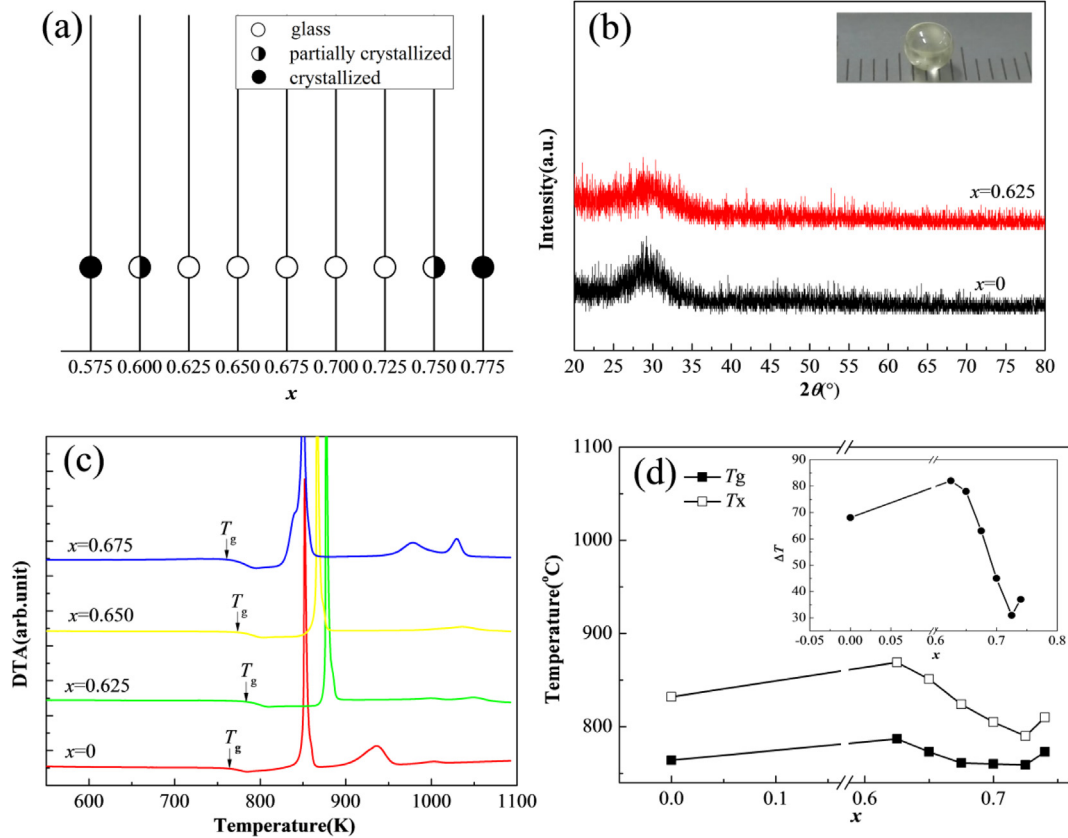 (a)
glass
partially crystallized
crystallized
0.575 0.600 0.625 0.650 0.675 0.700 0.725 0.750 0.775
x
(b)
Intensity(a.u.)
x=0.625
x=0
20 25 30 35 40 45 50 55 60 65 70 75 80
2θ(°)
(c)
DTA(arb.unit)
Tg
x=0.675
Tg
x=0.650
Tg
x=0.625
Tg
x=0
600 700 800 900 1000 1100
Temperature(K)
(d)
Temperature(°C)
1100
1000
900
800
Tg
Tx
0.0 0.1 0.6 0.7
x
ΔT
90
80
70
60
50
40
30
-0.05 0.00 0.05 0.6 0.7 0.8
x